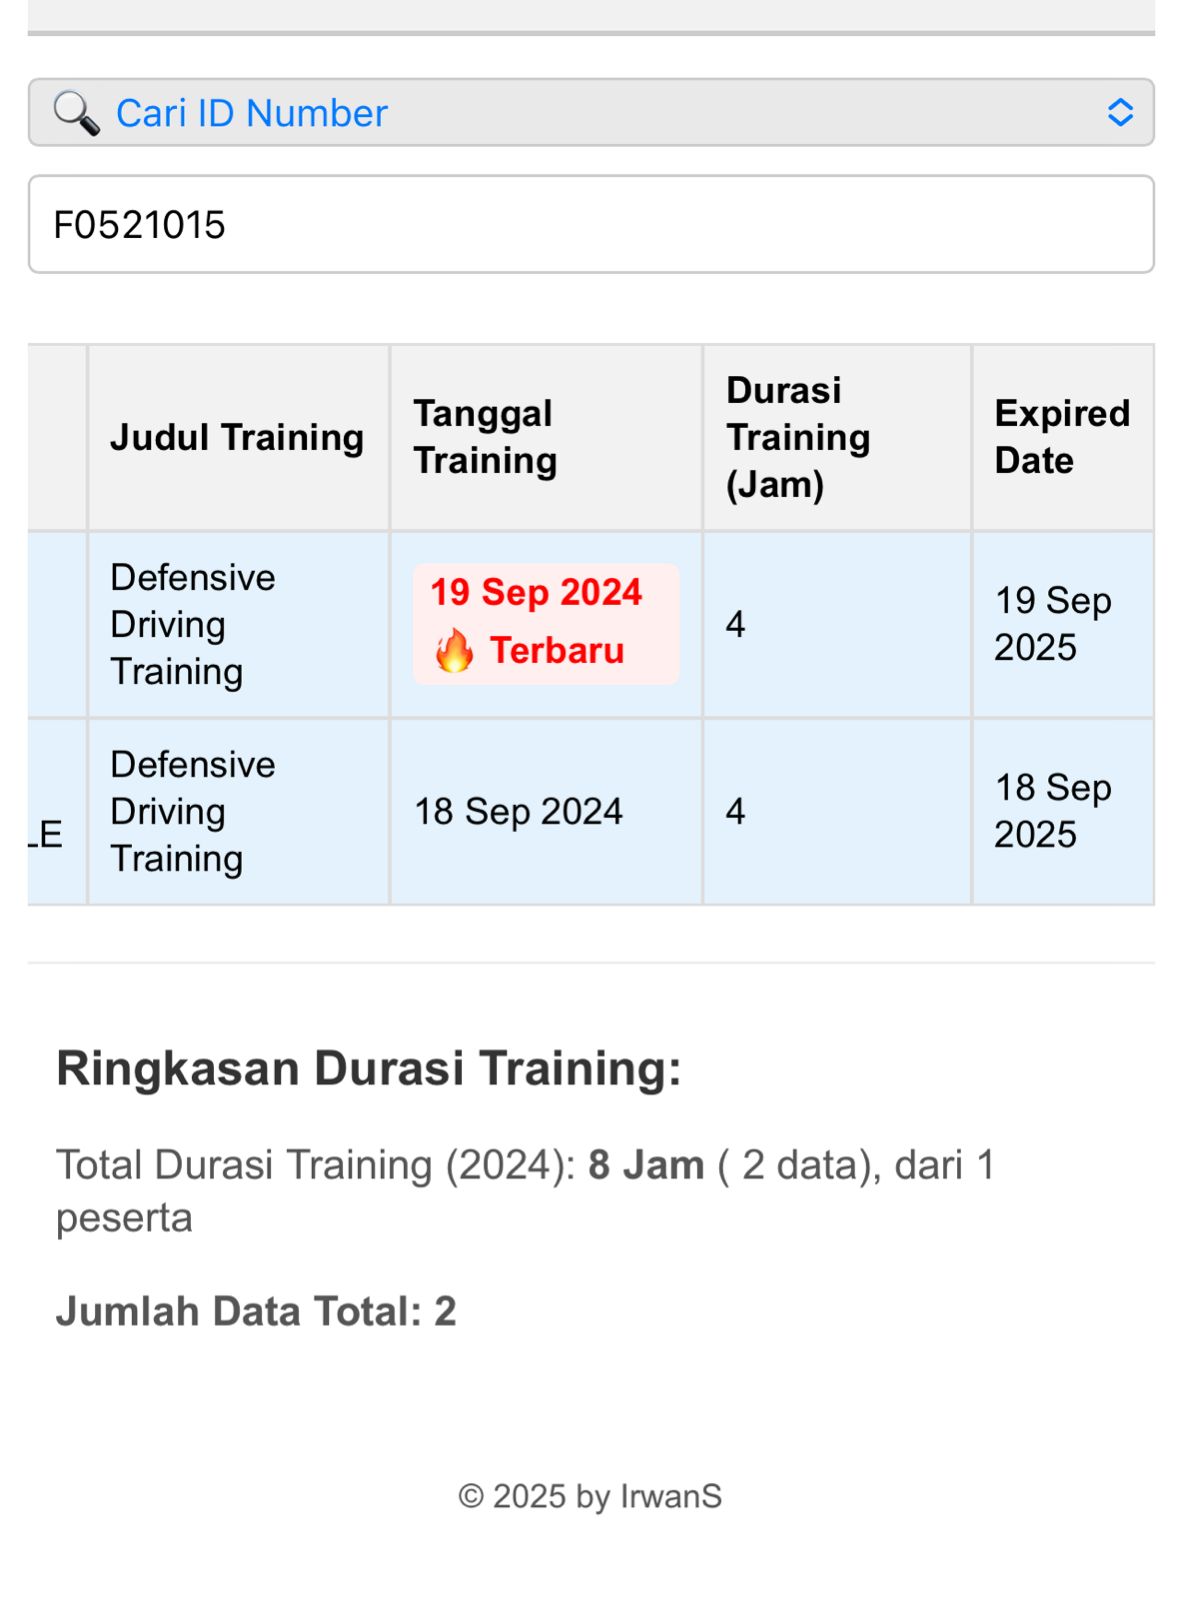 🔍 Cari ID Number
F0521015
Judul Training
Tanggal
Training
Durasi
Training
(Jam)
Expired
Date
Defensive
Driving
Training
19 Sep 2024
🔥 Terbaru
4
19 Sep
2025
LE
Defensive
Driving
Training
18 Sep 2024
4
18 Sep
2025
Ringkasan Durasi Training:
Total Durasi Training (2024): 8 Jam ( 2 data), dari 1
peserta
Jumlah Data Total: 2
© 2025 by IrwanS